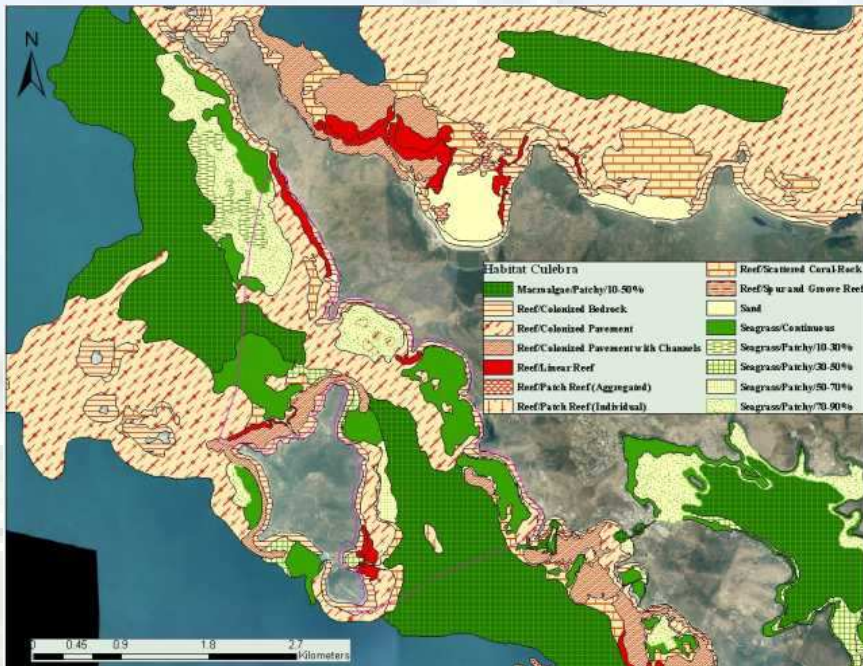 N
Habitat Culebra
Macroalgae/Patchy/10-50%
Reef/Colonized Bedrock
Reef/Colonized Pavement
Reef/Colonized Pavement with Channels
Reef/Linear Reef
Reef/Patch Reef (Aggregated)
Reef/Patch Reef (Individual)
Reef/Scattered Coral-Rock
Reef/Spur and Groove Reef
Sand
Seagrass/Continuous
Seagrass/Patchy/10-30%
Seagrass/Patchy/30-50%
Seagrass/Patchy/50-70%
Seagrass/Patchy/70-90%
0 0.45 0.9 1.8 2.7
Kilometers